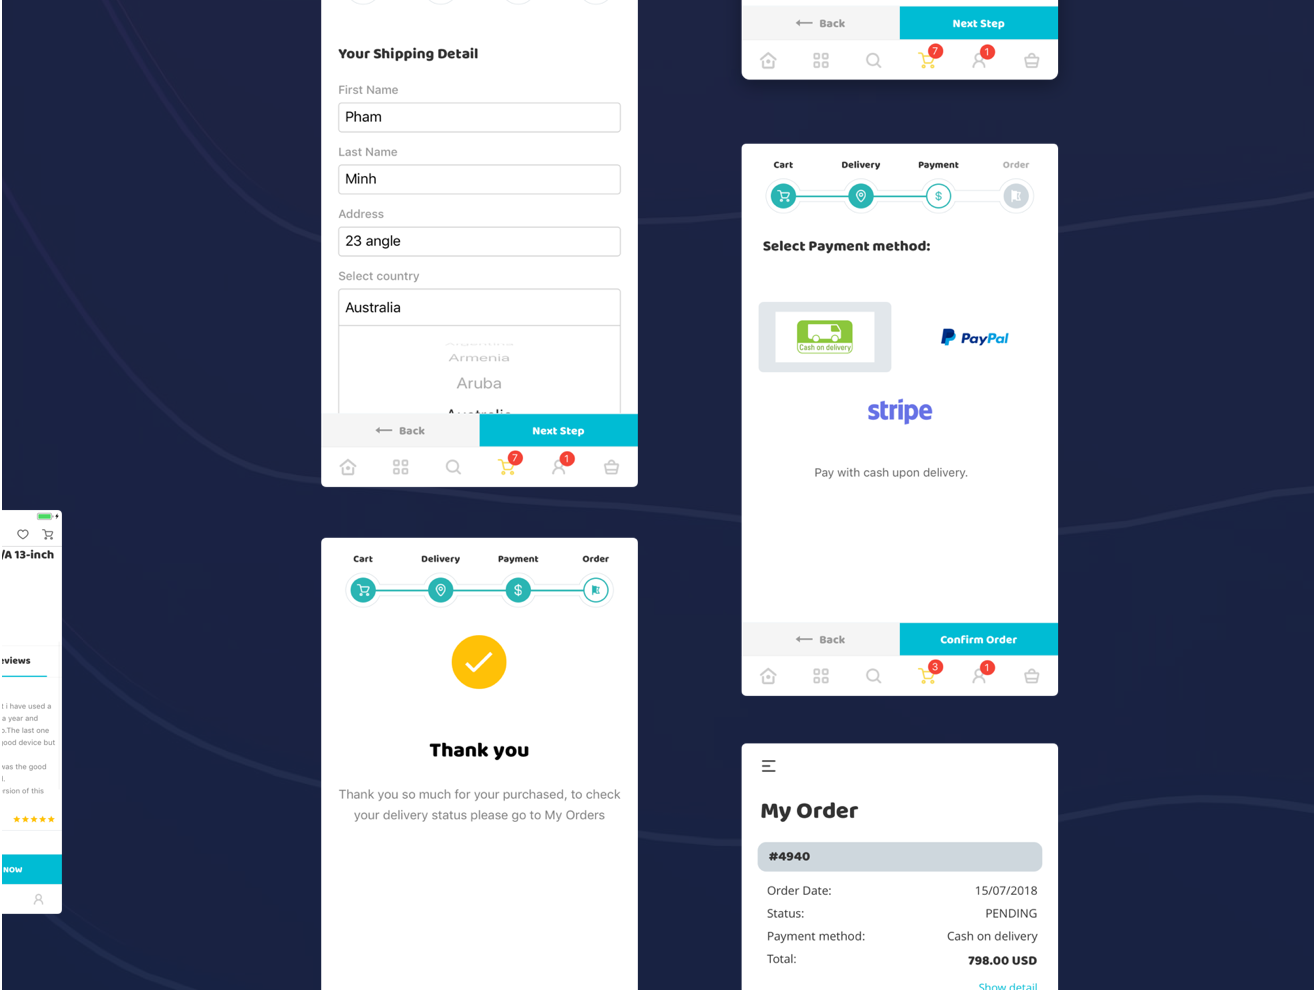 Your Shipping Detail
First Name
Pham
Last Name
Minh
Address
23 angle
Select country
Australia
Armenia
Aruba
Australia
Back
Next Step
7
1
Back
Next Step
7
1
Cart
Delivery
Payment
Order
$
Select Payment method:
Cash on delivery
PayPal
stripe
Pay with cash upon delivery.
Back
Confirm Order
3
1
/A 13-inch
eviews
t i have used a
a year and
o.The last one
good device but
was the good
l.
rsion of this
NOW
Cart
Delivery
Payment
Order
$
Thank you
Thank you so much for your purchased, to check
your delivery status please go to My Orders
My Order
#4940
Order Date:
15/07/2018
Status:
PENDING
Payment method:
Cash on delivery
Total:
798.00 USD
Show detail